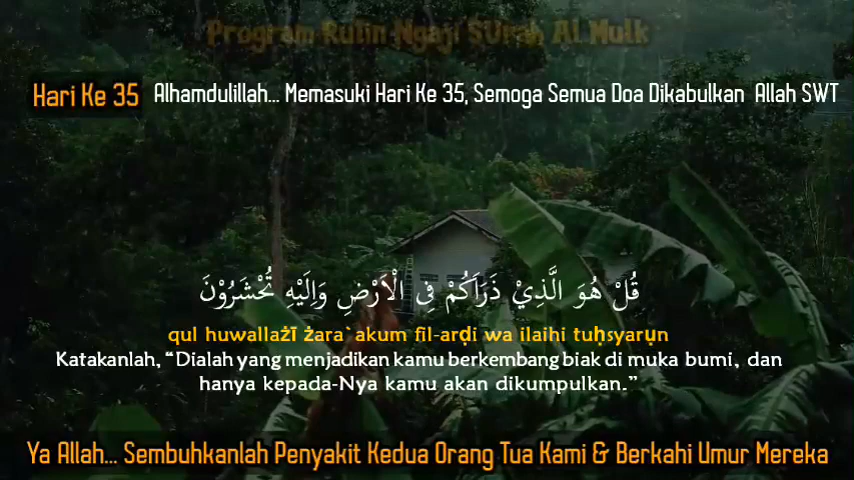 Program Rutin Ngaji SUrah Al Mulk
Hari Ke 35 Alhamdulillah... Memasuki Hari Ke 35, Semoga Semua Doa Dikabulkan Allah SWT
قُلْ هُوَ الَّذِيْ ذَرَاَكُمْ فِى الْاَرْضِ وَاِلَيْهِ تُحْشَرُوْنَ
qul huwallażī żara`akum fil-arḍi wa ilaihi tuḥsyarụn
Katakanlah, “Dialah yang menjadikan kamu berkembang biak di muka bumi, dan
hanya kepada-Nya kamu akan dikumpulkan.”
Ya Allah... Sembuhkanlah Penyakit Kedua Orang Tua Kami & Berkahi Umur Mereka